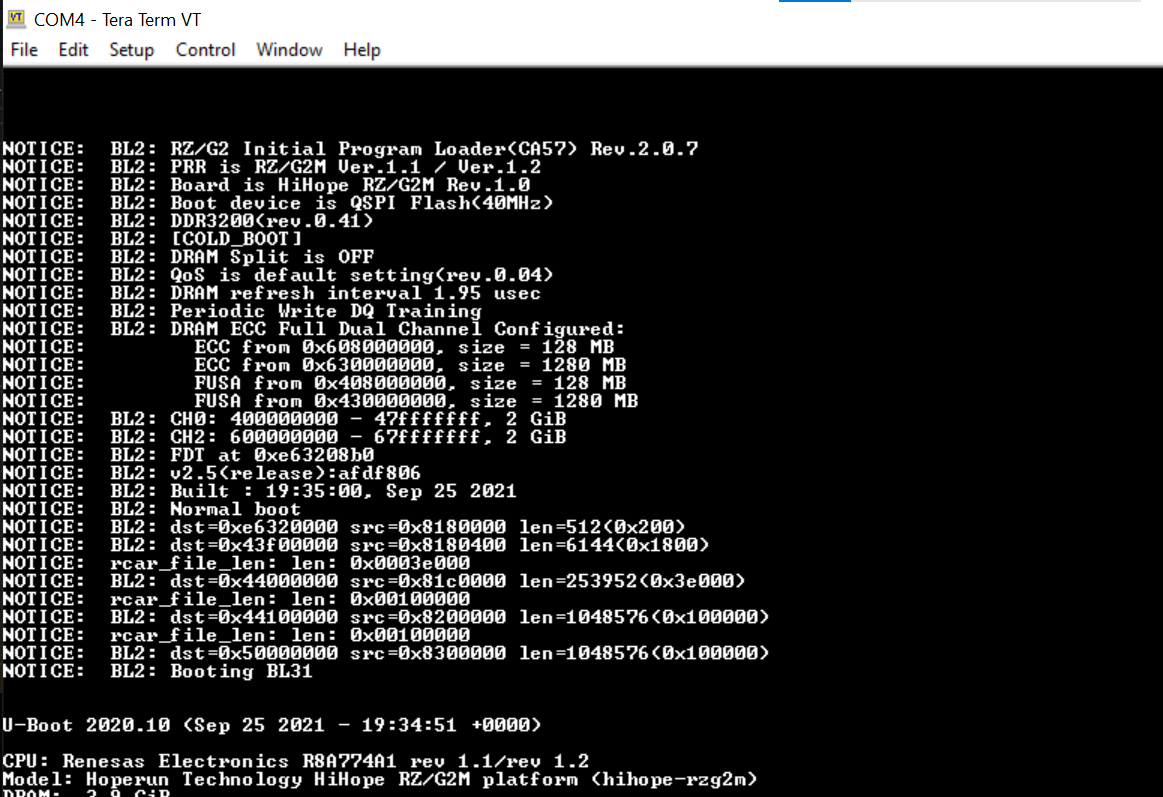 COM4 - Tera Term VT
File Edit Setup Control Window Help
NOTICE: BL2: RZ/G2 Initial Program Loader(CA57) Rev.2.0.7
NOTICE: BL2: PRR is RZ/G2M Ver.1.1 / Ver.1.2
NOTICE: BL2: Board is HiHope RZ/G2M Rev.1.0
NOTICE: BL2: Boot device is QSPI Flash(40MHz)
NOTICE: BL2: DDR3200(rev.0.41)
NOTICE: BL2: [COLD_BOOT]
NOTICE: BL2: DRAM Split is OFF
NOTICE: BL2: QoS is default setting(rev.0.04)
NOTICE: BL2: DRAM refresh interval 1.95 usec
NOTICE: BL2: Periodic Write DQ Training
NOTICE: BL2: DRAM ECC Full Dual Channel Configured:
NOTICE: ECC from 0x608000000, size = 128 MB
NOTICE: ECC from 0x630000000, size = 1280 MB
NOTICE: FUSA from 0x408000000, size = 128 MB
NOTICE: FUSA from 0x430000000, size = 1280 MB
NOTICE: BL2: CH0: 400000000 - 47fffffff, 2 GiB
NOTICE: BL2: CH2: 600000000 - 67fffffff, 2 GiB
NOTICE: BL2: FDT at 0xe63208b0
NOTICE: BL2: v2.5(release):afdf806
NOTICE: BL2: Built : 19:35:00, Sep 25 2021
NOTICE: BL2: Normal boot
NOTICE: BL2: dst=0xe6320000 src=0x8180000 len=512(0x200)
NOTICE: BL2: dst=0x43f00000 src=0x8180400 len=6144(0x1800)
NOTICE: rcar_file_len: len: 0x0003e000
NOTICE: BL2: dst=0x44000000 src=0x81c0000 len=253952(0x3e000)
NOTICE: rcar_file_len: len: 0x00100000
NOTICE: BL2: dst=0x44100000 src=0x8200000 len=1048576(0x100000)
NOTICE: rcar_file_len: len: 0x00100000
NOTICE: BL2: dst=0x50000000 src=0x8300000 len=1048576(0x100000)
NOTICE: BL2: Booting BL31
U-Boot 2020.10 (Sep 25 2021 - 19:34:51 +0000)
CPU: Renesas Electronics R8A774A1 rev 1.1/rev 1.2
Model: Hoperun Technology HiHope RZ/G2M platform (hihope-rzg2m)
DRAM: 3.9 GiB